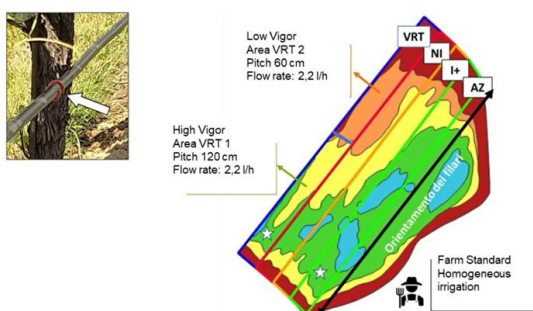 Low Vigor
Area VRT 2
Pitch 60 cm
Flow rate: 2,2 l/h
VRT
NI
I+
AZ
High Vigor
Area VRT 1
Pitch 120 cm
Flow rate: 2,2 l/h
Orientamento dei filari
Farm Standard
Homogeneous
irrigation